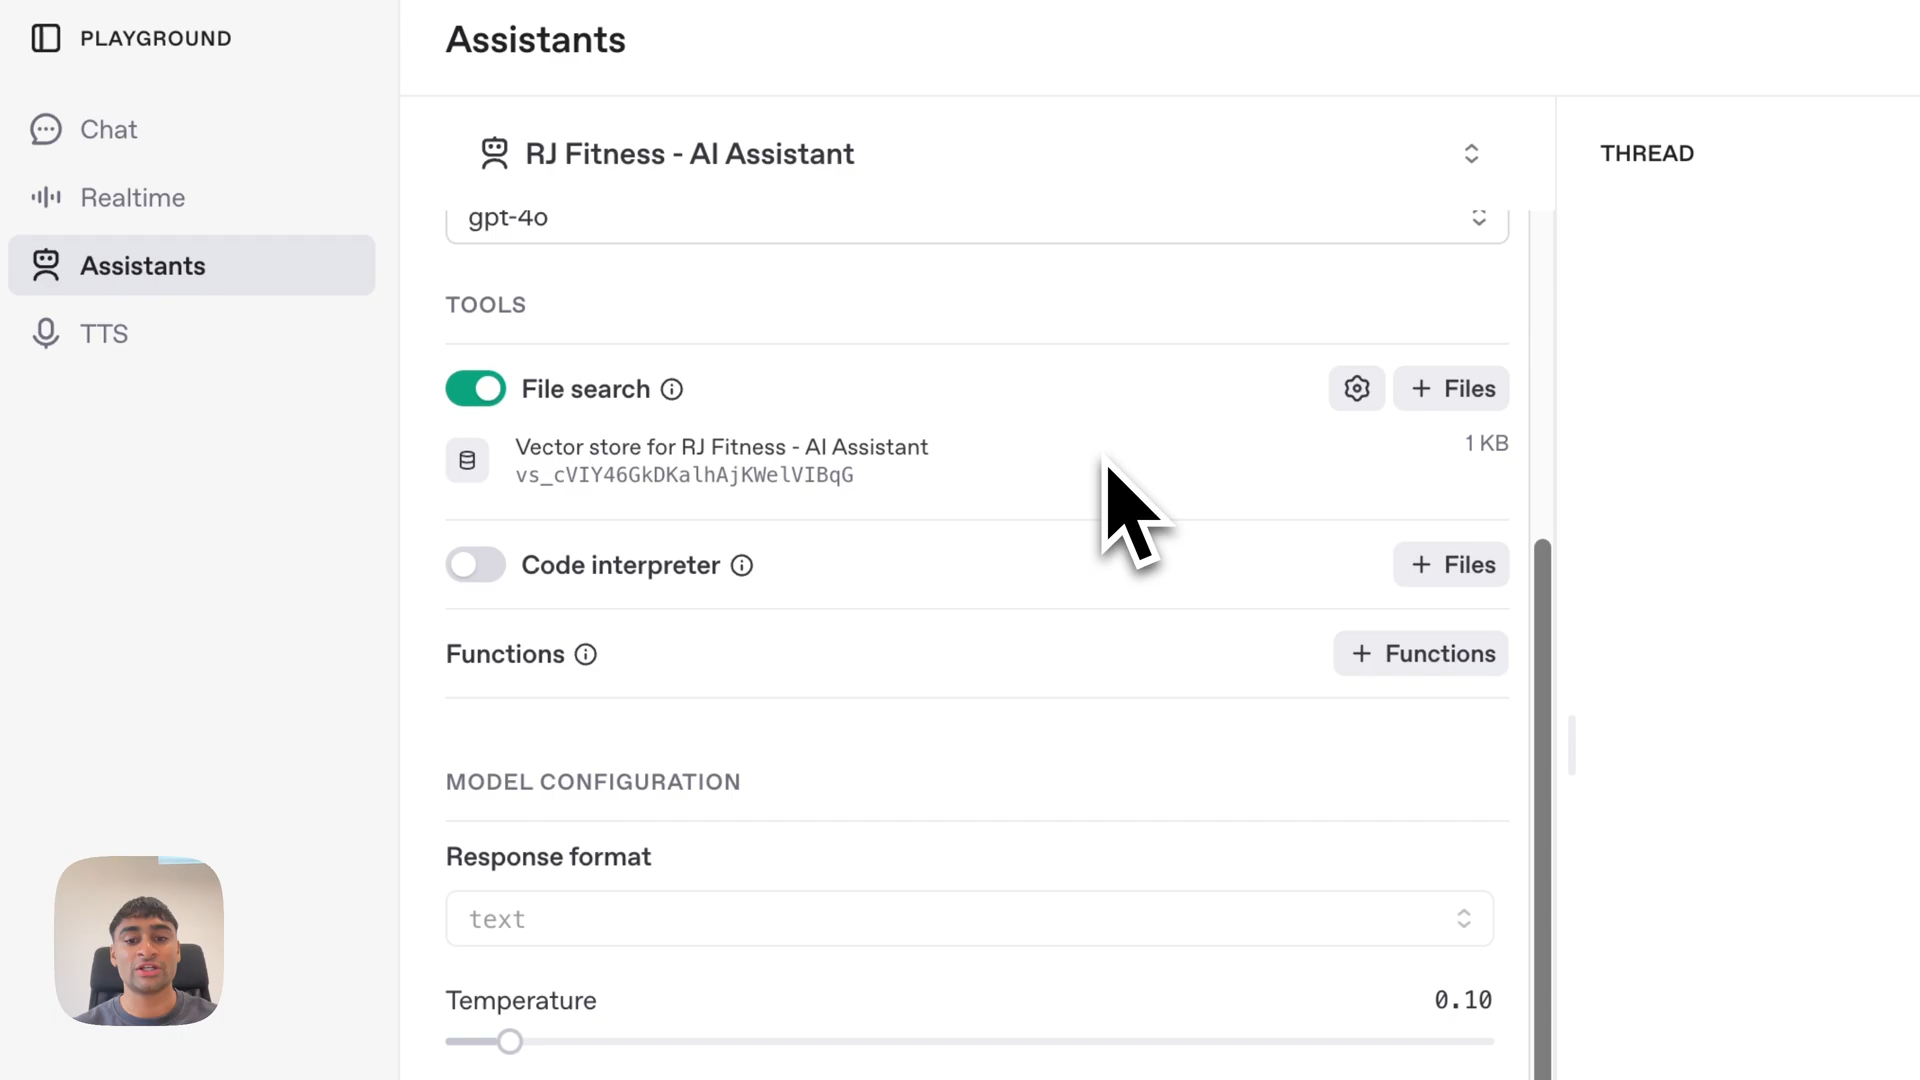 PLAYGROUND
Chat
Realtime
Assistants
TTS
Assistants
RJ Fitness - AI Assistant
THREAD
gpt-4o
TOOLS
File search
+ Files
Vector store for RJ Fitness - AI Assistant
1 KB
vs_cVIY46GkDKalhAjKWelVIBqG
Code interpreter
+ Files
Functions
+ Functions
MODEL CONFIGURATION
Response format
text
Temperature
0.10